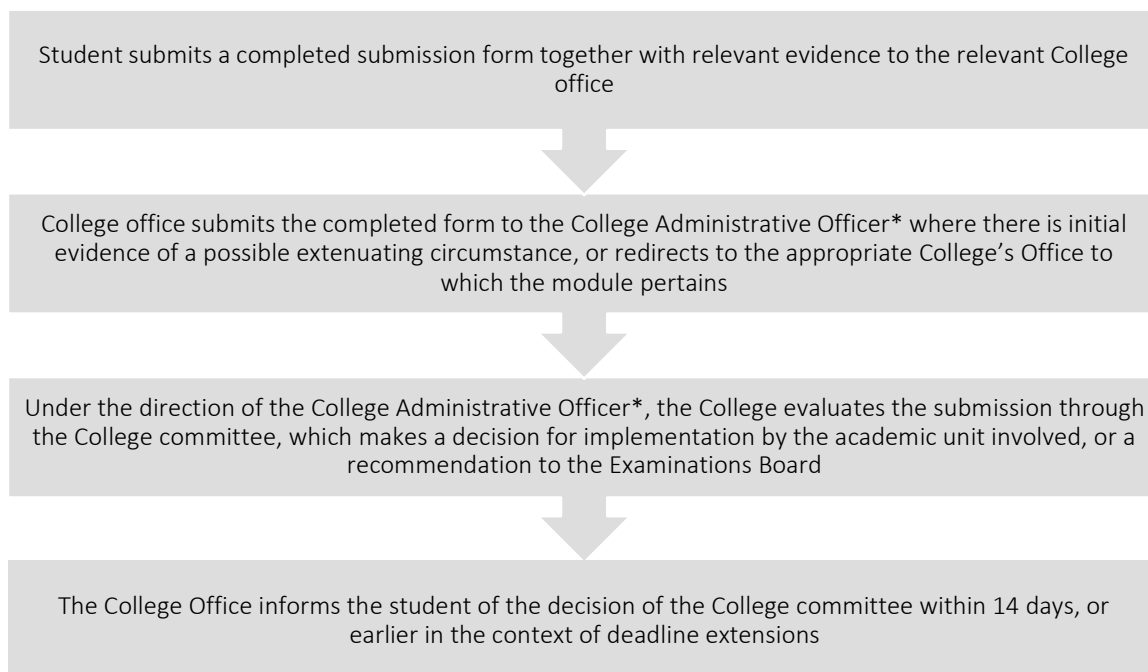 Student submits a completed submission form together with relevant evidence to the relevant College
office
College office submits the completed form to the College Administrative Officer* where there is initial
evidence of a possible extenuating circumstance, or redirects to the appropriate College’s Office to
which the module pertains
Under the direction of the College Administrative Officer*, the College evaluates the submission through
the College committee, which makes a decision for implementation by the academic unit involved, or a
recommendation to the Examinations Board
The College Office informs the student of the decision of the College committee within 14 days, or
earlier in the context of deadline extensions